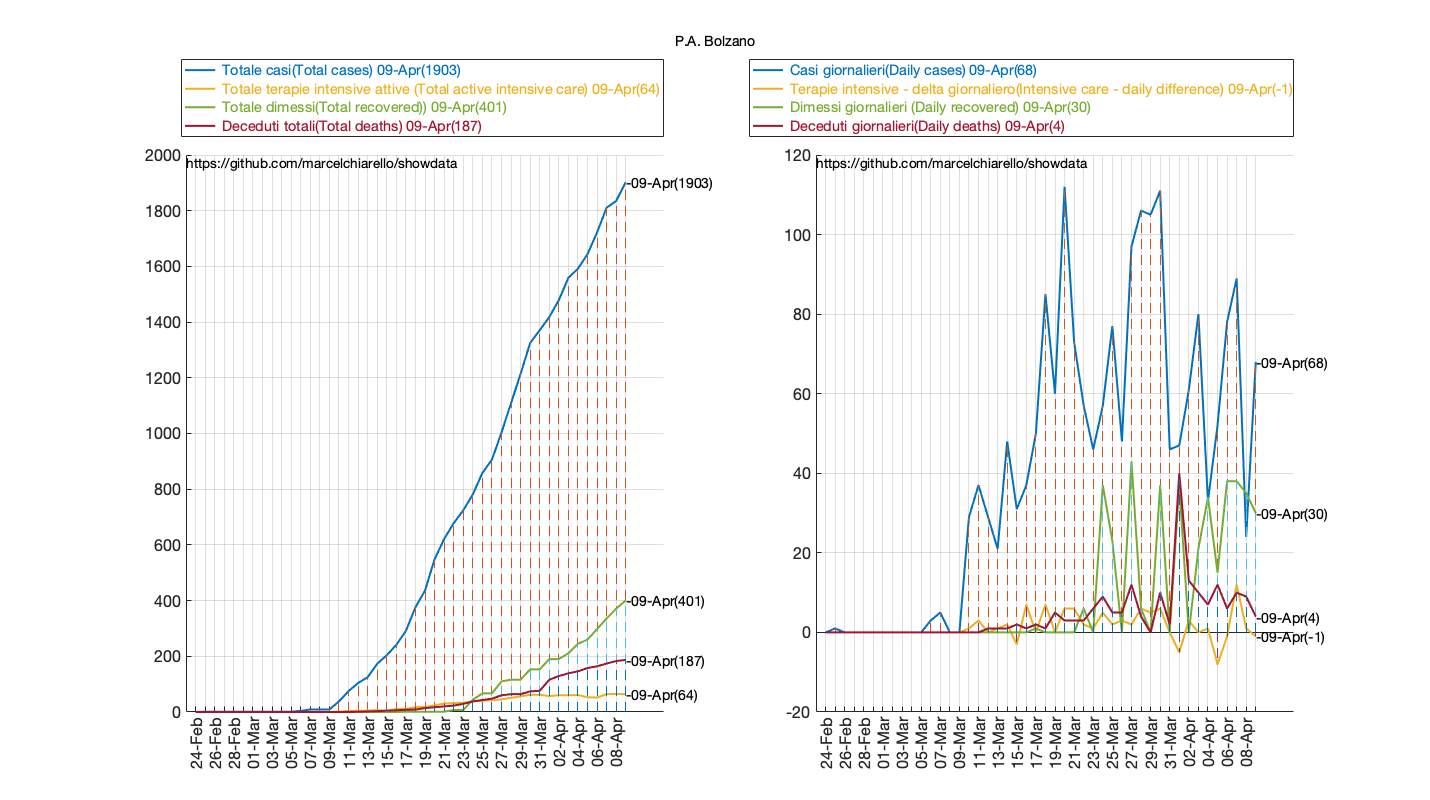 P.A. Bolzano
Totale casi(Total cases) 09-Apr(1903)
Totale terapie intensive attive (Total active intensive care) 09-Apr(64)
Totale dimessi(Total recovered)) 09-Apr(401)
Deceduti totali(Total deaths) 09-Apr(187)
https://github.com/marcelchiarello/showdata
2000
1800
1600
1400
1200
1000
800
600
400
200
0
-09-Apr(1903)
-09-Apr(401)
-09-Apr(187)
-09-Apr(64)
24-Feb
26-Feb
28-Feb
01-Mar
03-Mar
05-Mar
07-Mar
09-Mar
11-Mar
13-Mar
15-Mar
17-Mar
19-Mar
21-Mar
23-Mar
25-Mar
27-Mar
29-Mar
31-Mar
02-Apr
04-Apr
06-Apr
08-Apr
Casi giornalieri(Daily cases) 09-Apr(68)
Terapie intensive - delta giornaliero(Intensive care - daily difference) 09-Apr(-1)
Dimessi giornalieri (Daily recovered) 09-Apr(30)
Deceduti giornalieri(Daily deaths) 09-Apr(4)
https://github.com/marcelchiarello/showdata
120
100
80
60
40
20
0
-20
-09-Apr(68)
-09-Apr(30)
-09-Apr(4)
-09-Apr(-1)
24-Feb
26-Feb
28-Feb
01-Mar
03-Mar
05-Mar
07-Mar
09-Mar
11-Mar
13-Mar
15-Mar
17-Mar
19-Mar
21-Mar
23-Mar
25-Mar
27-Mar
29-Mar
31-Mar
02-Apr
04-Apr
06-Apr
08-Apr